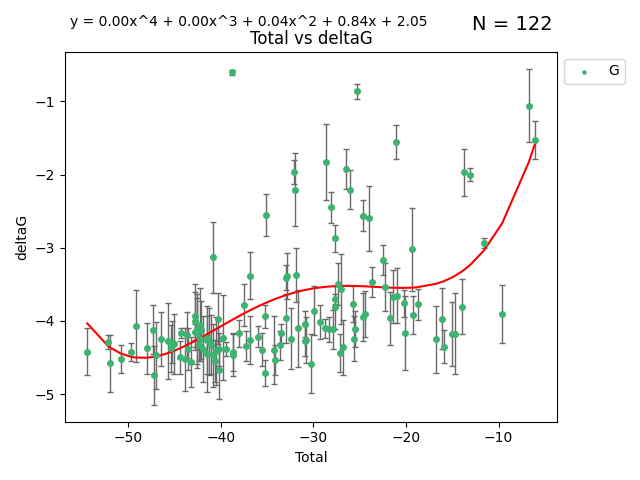 y = 0.00x^4 + 0.00x^3 + 0.04x^2 + 0.84x + 2.05
N = 122
Total vs deltaG
G
deltaG
−1
−2
−3
−4
−5
−50 −40 −30 −20 −10
Total